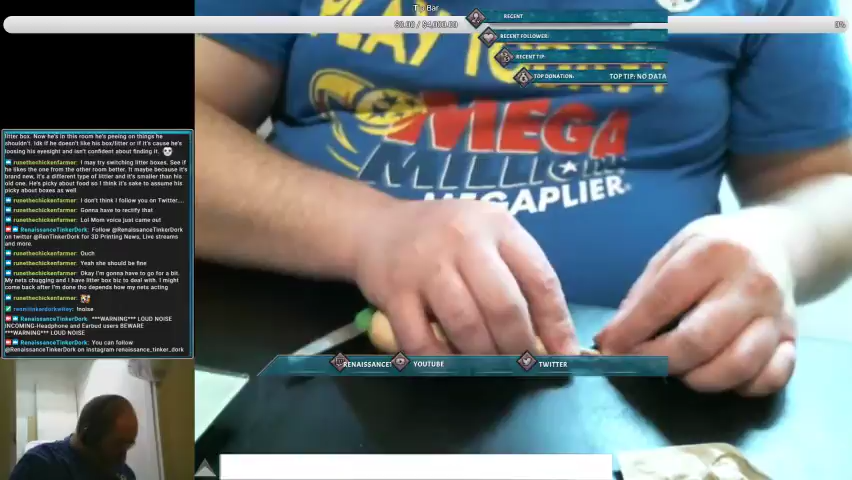 Tip Bar
$0.00 / $4,000.00
0%
RECENT
RECENT FOLLOWER:
RECENT TIP:
TOP DONATION: TOP TIP: NO DATA
PLAY TODAY
MEGA
MILLIONS
MEGAPLIER
litter box. Now he's in this room he's peeing on things he
shouldn't. Idk if he doesn't like his box/litter or if it's cause he's
loosing his eyesight and isn't confident about finding it.
runethechickenfarmer: I may try switching litter boxes. See if
he likes the one from the other room better. It maybe because it's
brand new, it's a different type of litter and it's smaller than his
old one. He's picky about food so I think it's sake to assume his
picky about boxes as well
runethechickenfarmer: I don't think I follow you on Twitter....
runethechickenfarmer: Gonna have to rectify that
runethechickenfarmer: Lol Mom voice just came out
RenaissanceTinkerDork: Follow @RenTinkerDork
on twitter @RenTinkerDork for 3D Printing News, Live streams
and more.
runethechickenfarmer: Ouch
runethechickenfarmer: Yeah she should be fine
runethechickenfarmer: Okay I'm gonna have to go for a bit.
My nets chugging and I have litter box biz to deal with. I might
come back after I'm done tho depends how my nets acting
runethechickenfarmer:
!noise
RenaissanceTinkerDork: ***WARNING*** LOUD NOISE
INCOMING-Headphone and Earbud users BEWARE
***WARNING*** LOUD NOISE
RenaissanceTinkerDork: You can follow
@RenaissanceTinkerDork on Instagram renaissance_tinker_dork
RENAISSANCE YOUTUBE TWITTER